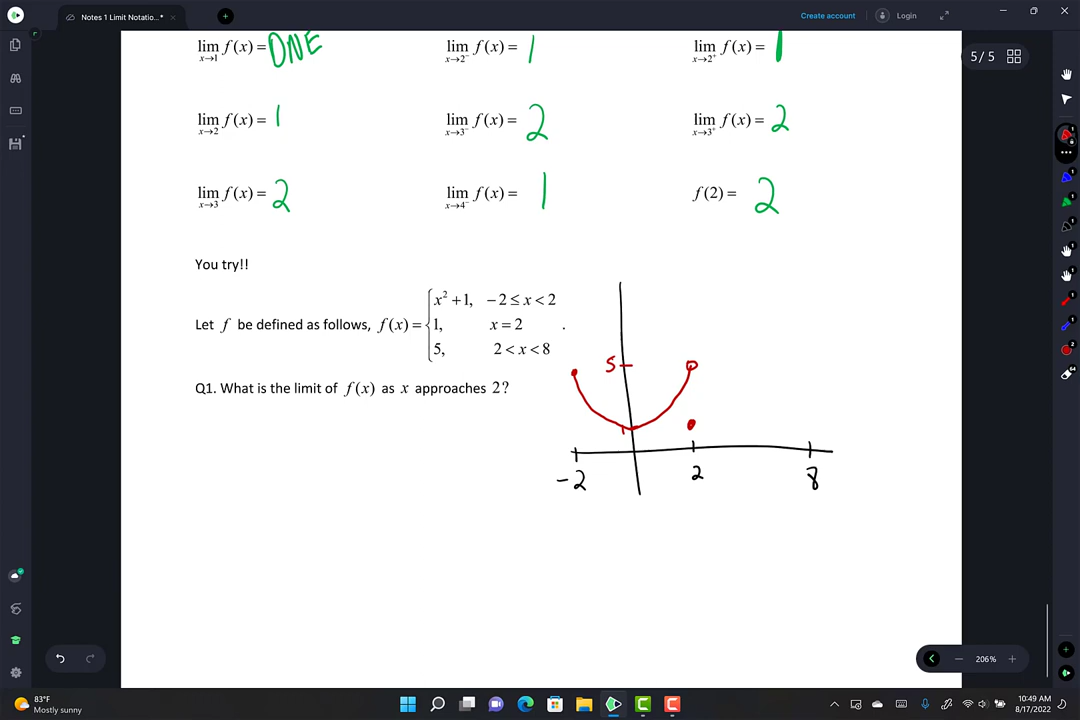 Notes 1 Limit Notatio...* ×
Create account Login
lim x→1 f(x) = DNE lim x→2⁻ f(x) = 1 lim x→2⁺ f(x) = 1
5/5
lim x→2 f(x) = 1 lim x→3⁻ f(x) = 2 lim x→3⁺ f(x) = 2
lim x→3 f(x) = 2 lim x→4⁻ f(x) = 1 f(2) = 2
You try!!
Let f be defined as follows, f(x) = { x² + 1, −2 ≤ x < 2
1, x = 2 .
5, 2 < x < 8
Q1. What is the limit of f(x) as x approaches 2?
5
-2 2 8
206%
83°F
Mostly sunny
10:49 AM
8/17/2022